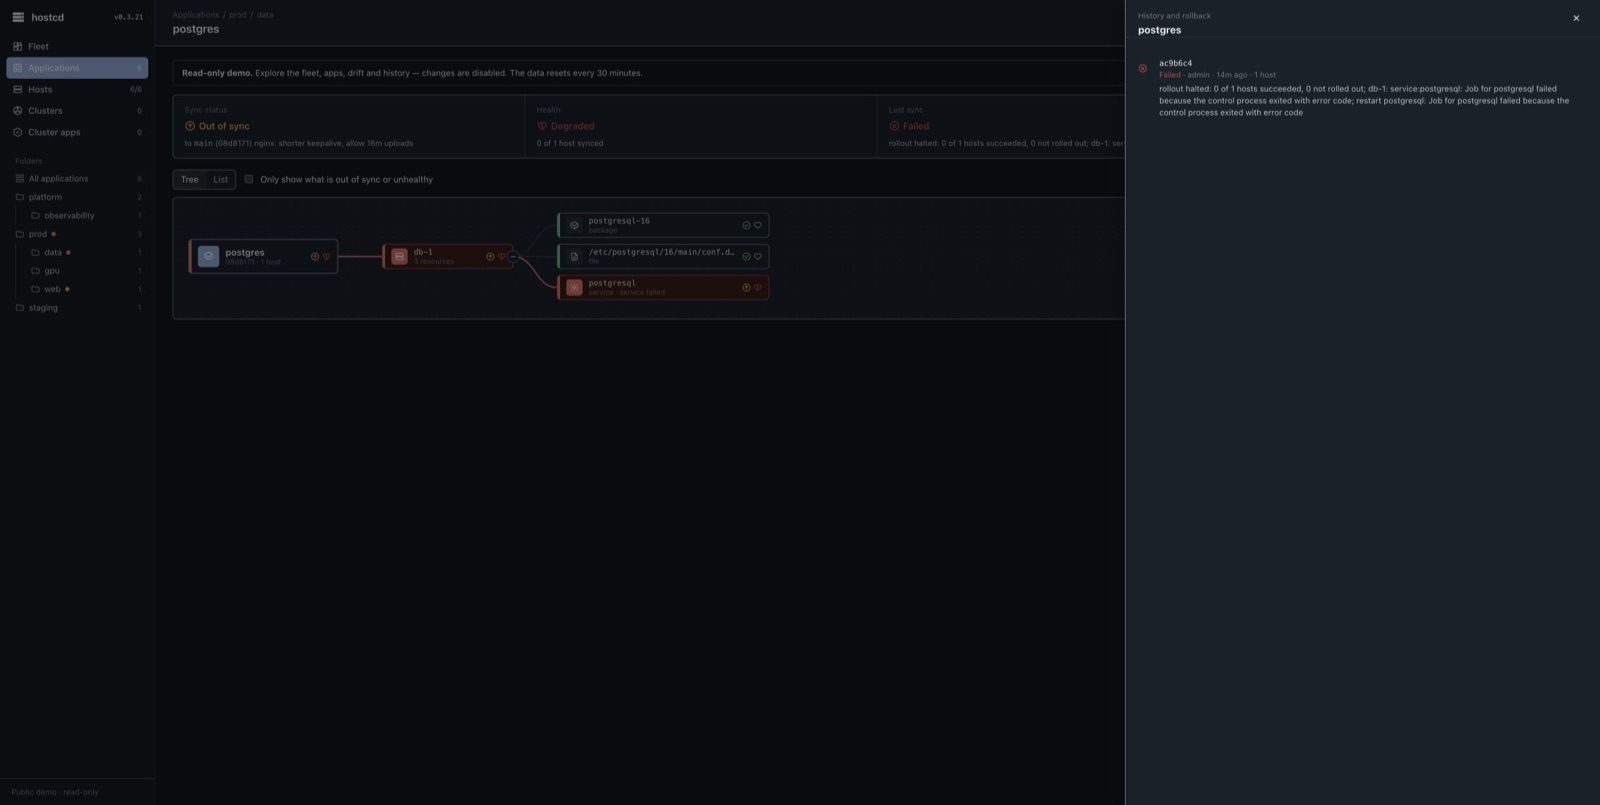 hostcd
v0.3.21
Fleet
Applications 6
Hosts 6/6
Clusters 0
Cluster apps 0
Folders
All applications 6
platform 2
observability 1
prod 3
data 1
gpu 1
web 1
staging 1
Public demo · read-only
Applications / prod / data
postgres
Read-only demo. Explore the fleet, apps, drift and history — changes are disabled. The data resets every 30 minutes.
Sync status
Out of sync
to main (08d8171) nginx: shorter keepalive, allow 16m uploads
Health
Degraded
0 of 1 host synced
Last sync
Failed
rollout halted: 0 of 1 hosts succeeded, 0 not rolled out; db-1: ser
Tree List Only show what is out of sync or unhealthy
postgres
08d8171 · 1 host
db-1
3 resources
postgresql-16
package
/etc/postgresql/16/main/conf.d…
file
postgresql
service · service failed
History and rollback
postgres
ac9b6c4
Failed · admin · 14m ago · 1 host
rollout halted: 0 of 1 hosts succeeded, 0 not rolled out; db-1: service:postgresql: Job for postgresql failed
because the control process exited with error code; restart postgresql: Job for postgresql failed because the
control process exited with error code